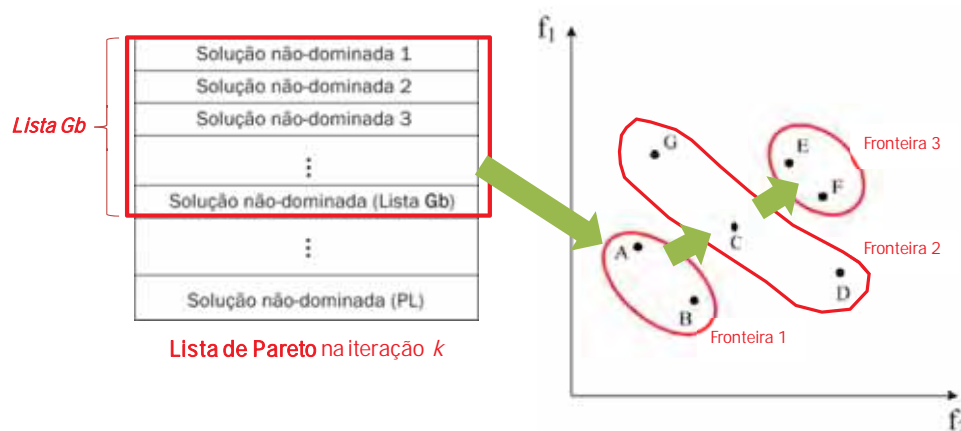 Lista Gb
Solução não-dominada 1
Solução não-dominada 2
Solução não-dominada 3
⋮
Solução não-dominada (Lista Gb)
⋮
Solução não-dominada (PL)
Lista de Pareto na iteração k
f1
G
E
F
Fronteira 3
A
C
B
D
Fronteira 2
Fronteira 1